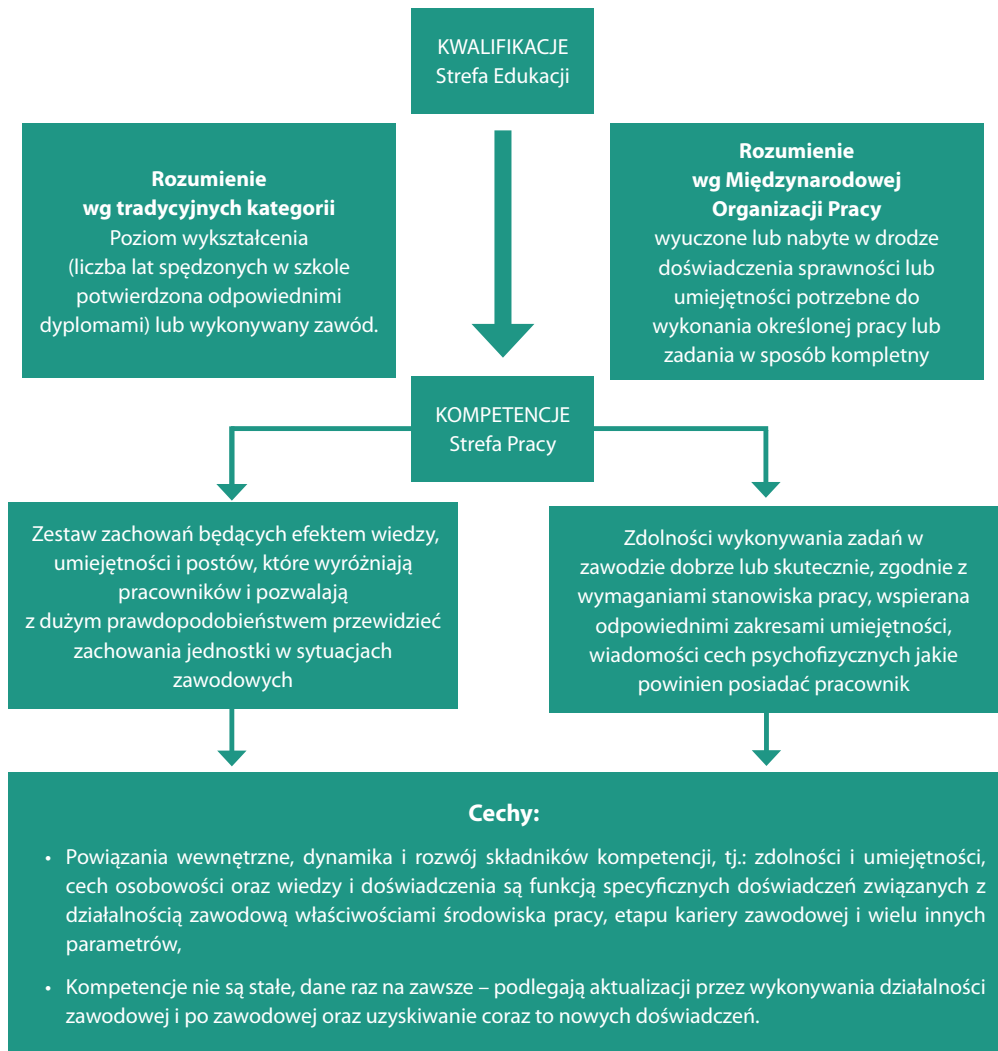 KWALIFIKACJE
Strefa Edukacji
Rozumienie
wg tradycyjnych kategorii
Poziom wykształcenia
(liczba lat spędzonych w szkole
potwierdzona odpowiednimi
dyplomami) lub wykonywany zawód.
Rozumienie
wg Międzynarodowej
Organizacji Pracy
wyuczone lub nabyte w drodze
doświadczenia sprawności lub
umiejętności potrzebne do
wykonania określonej pracy lub
zadania w sposób kompletny
KOMPETENCJE
Strefa Pracy
Zestaw zachowań będących efektem wiedzy,
umiejętności i postów, które wyróżniają
pracowników i pozwalają
z dużym prawdopodobieństwem przewidzieć
zachowania jednostki w sytuacjach
zawodowych
Zdolności wykonywania zadań w
zawodzie dobrze lub skutecznie, zgodnie z
wymaganiami stanowiska pracy, wspierana
odpowiednimi zakresami umiejętności,
wiadomości cech psychofizycznych jakie
powinien posiadać pracownik
Cechy:
• Powiązania wewnętrzne, dynamika i rozwój składników kompetencji, tj.: zdolności i umiejętności,
cech osobowości oraz wiedzy i doświadczenia są funkcją specyficznych doświadczeń związanych z
działalnością zawodową właściwościami środowiska pracy, etapu kariery zawodowej i wielu innych
parametrów,
• Kompetencje nie są stałe, dane raz na zawsze – podlegają aktualizacji przez wykonywania działalności
zawodowej i po zawodowej oraz uzyskiwanie coraz to nowych doświadczeń.